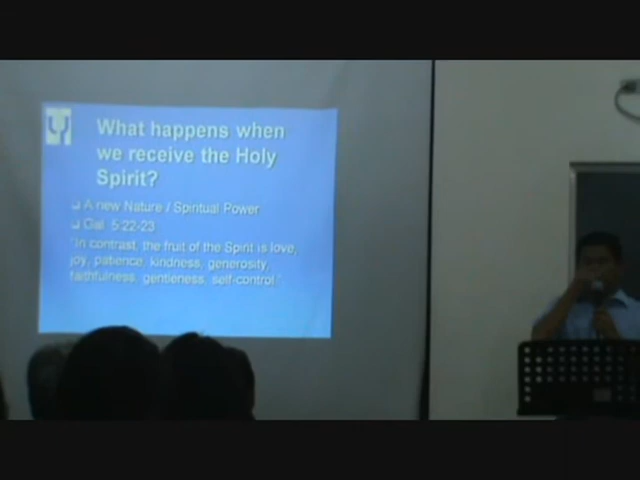 What happens when
we receive the Holy
Spirit?
A new Nature / Spiritual Power
Gal. 5:22-23
"In contrast, the fruit of the Spirit is love,
joy, patience, kindness, generosity,
faithfulness, gentleness, self-control."